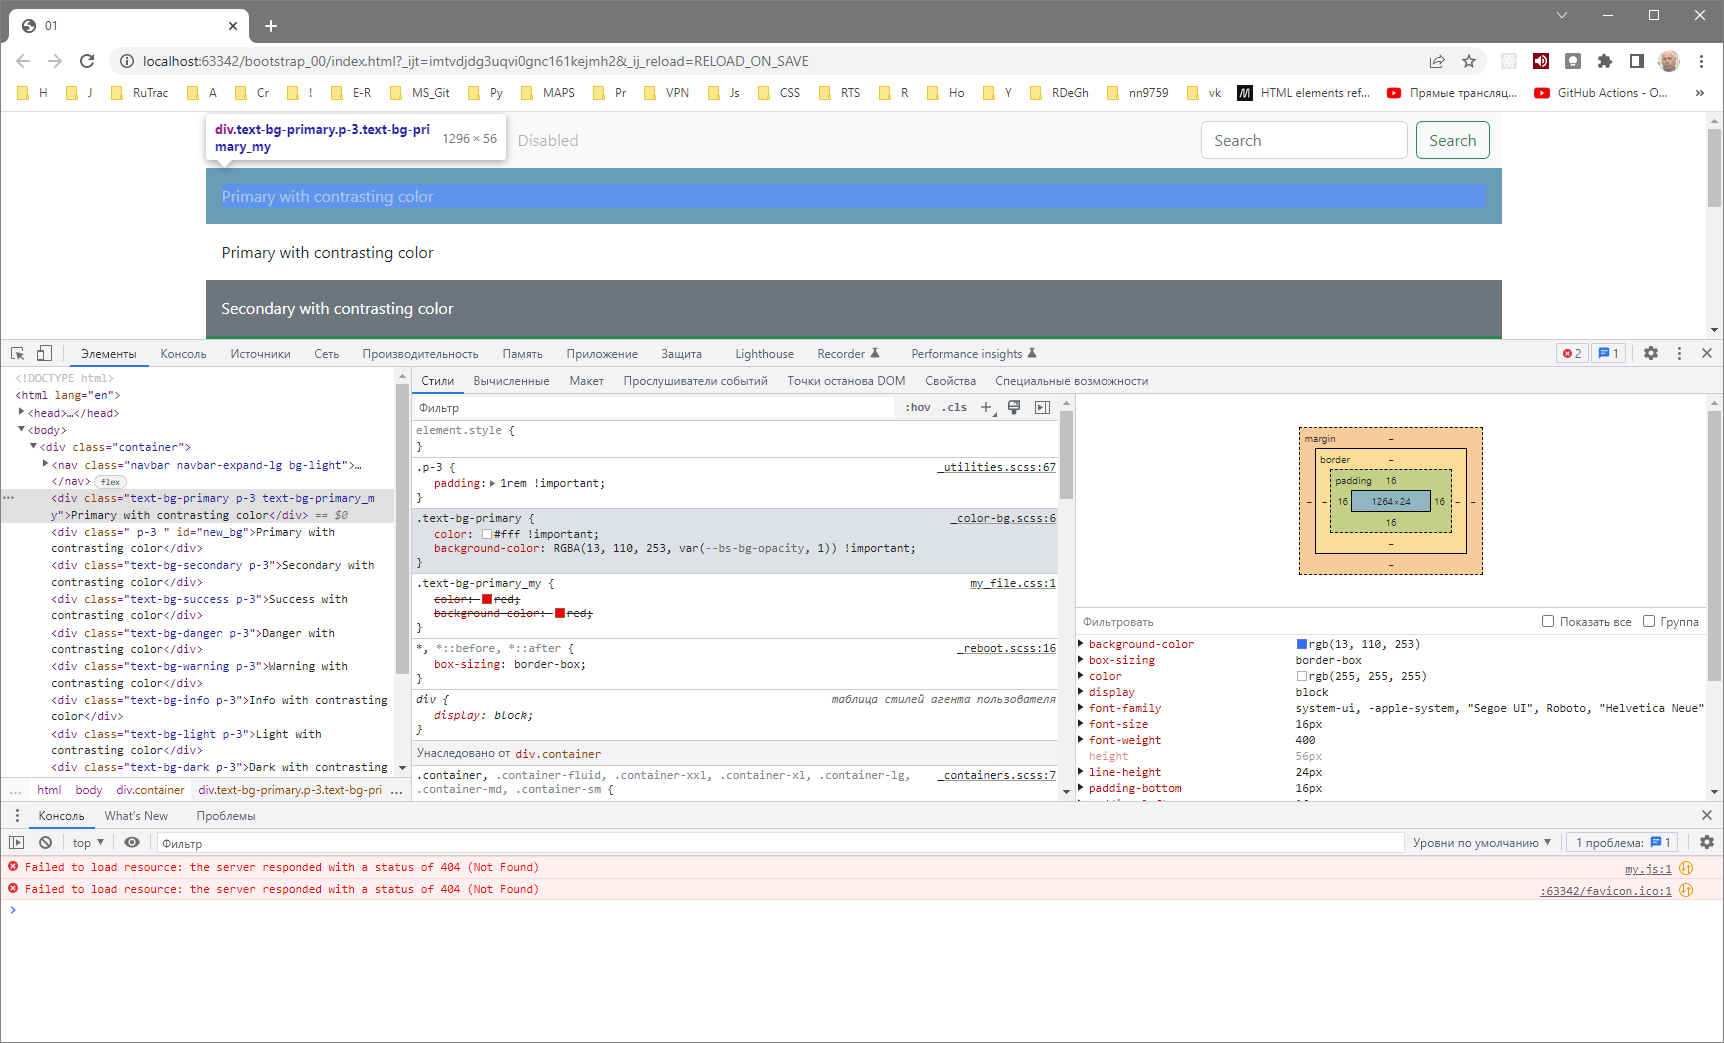 01
localhost:63342/bootstrap_00/index.html?_ijt=imtvdjdg3uqvi0gnc161kejmh2&_ij_reload=RELOAD_ON_SAVE
H J RuTrac A Cr ! E-R MS_Git Py MAPS Pr VPN Js CSS RTS R Ho Y RDeGh nn9759 vk HTML elements ref... Прямые трансляц... GitHub Actions - O... »
div.text-bg-primary.p-3.text-bg-pri
mary_my
1296 × 56
Disabled
Search
Search
Primary with contrasting color
Primary with contrasting color
Secondary with contrasting color
Элементы Консоль Источники Сеть Производительность Память Приложение Защита Lighthouse Recorder Performance insights 2 1
<!DOCTYPE html>
<html lang="en">
<head>…</head>
<body>
<div class="container">
<nav class="navbar navbar-expand-lg bg-light">…
</nav> flex
<div class="text-bg-primary p-3 text-bg-primary_m
y">Primary with contrasting color</div> == $0
<div class=" p-3 " id="new_bg">Primary with
contrasting color</div>
<div class="text-bg-secondary p-3">Secondary with
contrasting color</div>
<div class="text-bg-success p-3">Success with
contrasting color</div>
<div class="text-bg-danger p-3">Danger with
contrasting color</div>
<div class="text-bg-warning p-3">Warning with
contrasting color</div>
<div class="text-bg-info p-3">Info with contrasting
color</div>
<div class="text-bg-light p-3">Light with
contrasting color</div>
<div class="text-bg-dark p-3">Dark with contrasting
... html body div.container div.text-bg-primary.p-3.text-bg-pri ...
Стили Вычисленные Макет Прослушиватели событий Точки останова DOM Свойства Специальные возможности
Фильтр :hov .cls
element.style {
}
.p-3 { _utilities.scss:67
padding: 1rem !important;
}
.text-bg-primary { _color-bg.scss:6
color: #fff !important;
background-color: RGBA(13, 110, 253, var(--bs-bg-opacity, 1)) !important;
}
.text-bg-primary_my { my_file.css:1
color: red;
background-color: red;
}
*, *::before, *::after { _reboot.scss:16
box-sizing: border-box;
}
div { таблица стилей агента пользователя
display: block;
}
Унаследовано от div.container
.container, .container-fluid, .container-xxl, .container-xl, .container-lg, _containers.scss:7
.container-md, .container-sm {
margin –
border –
padding 16
– – 16 1264×24 16 – –
16
–
–
Фильтровать Показать все Группа
background-color rgb(13, 110, 253)
box-sizing border-box
color rgb(255, 255, 255)
display block
font-family system-ui, -apple-system, "Segoe UI", Roboto, "Helvetica Neue"
font-size 16px
font-weight 400
height 56px
line-height 24px
padding-bottom 16px
Консоль What's New Проблемы
top Фильтр Уровни по умолчанию 1 проблема: 1
Failed to load resource: the server responded with a status of 404 (Not Found) my.js:1
Failed to load resource: the server responded with a status of 404 (Not Found) :63342/favicon.ico:1